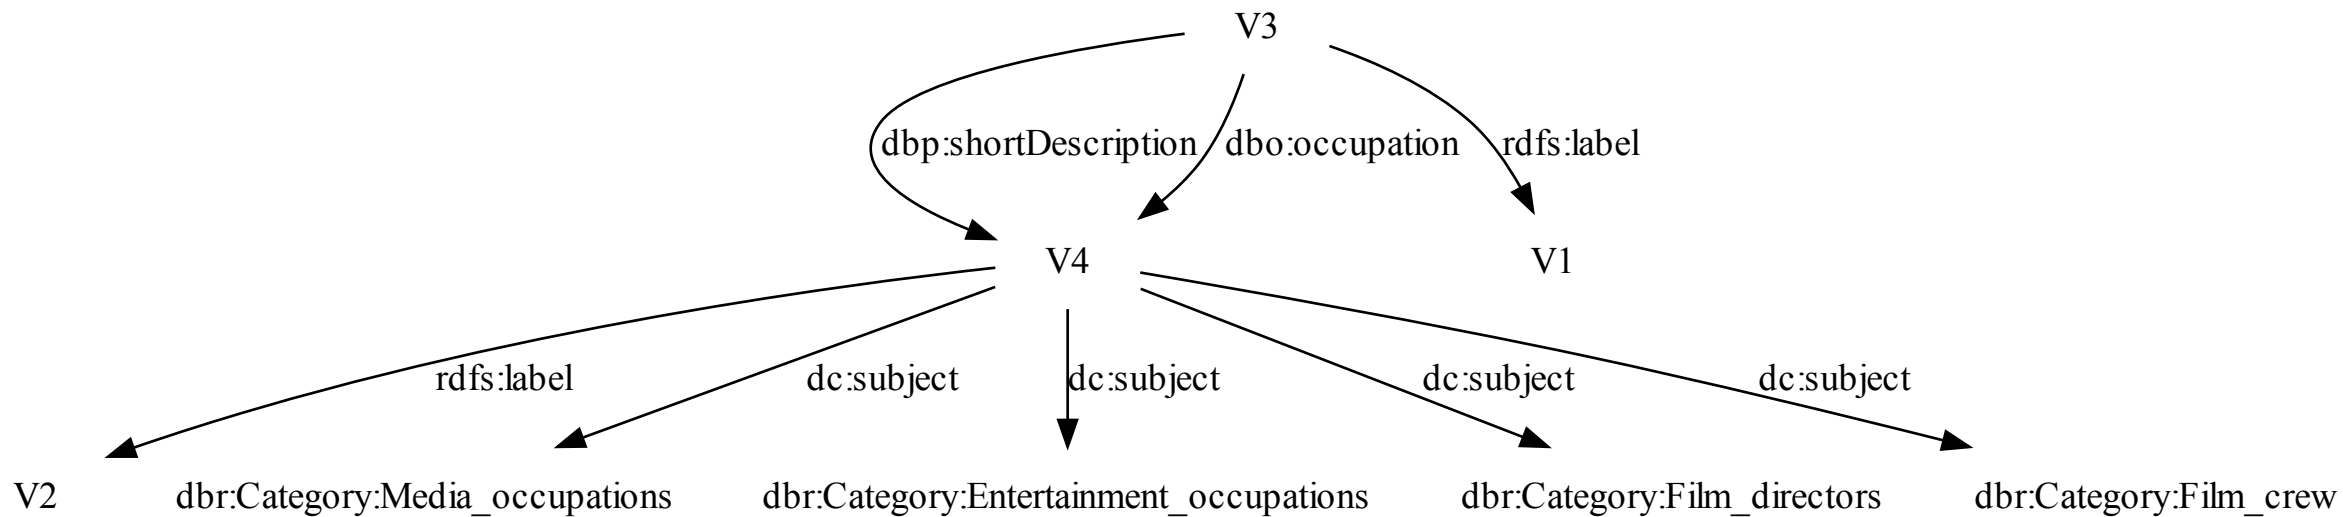 V3
dbp:shortDescription dbo:occupation rdfs:label
V4 V1
rdfs:label dc:subject dc:subject dc:subject dc:subject
V2 dbr:Category:Media_occupations dbr:Category:Entertainment_occupations dbr:Category:Film_directors dbr:Category:Film_crew